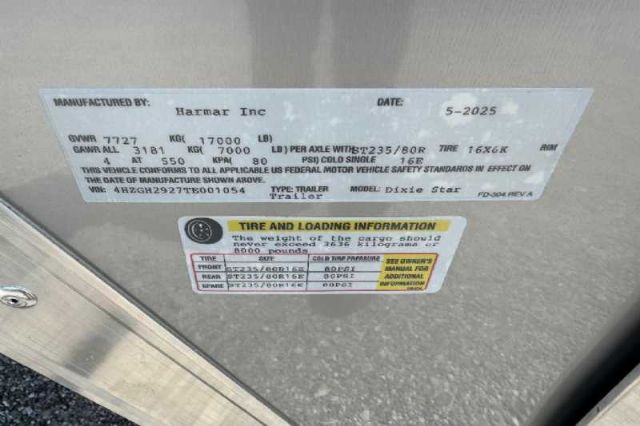 MANUFACTURED BY: Harmar Inc DATE: 5-2025
GVWR 7727 KG( 17000 LB)
GAWR ALL 3181 KG( 7000 LB) PER AXLE WITH ST235/80R TIRE 16X6K RIM
4 AT 550 KPA( 80 PSI) COLD SINGLE 16E
THIS VEHICLE CONFORMS TO ALL APPLICABLE US FEDERAL MOTOR VEHICLE SAFETY STANDARDS IN EFFECT ON
THE DATE OF MANUFACTURE SHOWN ABOVE.
VIN: 4HZGH2927TE001054 TYPE: TRAILER MODEL: Dixie Star
Trailer FD-304 REV A
TIRE AND LOADING INFORMATION
The weight of the cargo should
never exceed 3636 kilograms or
8000 pounds
TIRE SIZE COLD TIRE PRESSURE SEE OWNER'S
FRONT ST235/80R16E 80PSI MANUAL FOR
REAR ST235/80R16E 80PSI ADDITIONAL
SPARE ST235/80R16E 80PSI INFORMATION